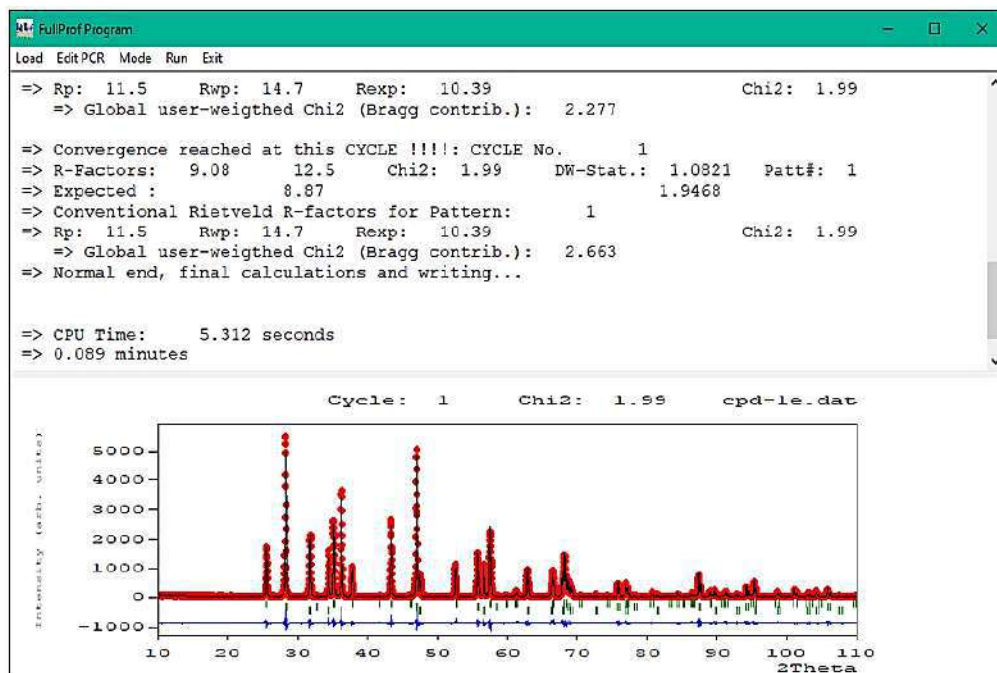 FullProf Program
Load Edit PCR Mode Run Exit
=> Rp: 11.5 Rwp: 14.7 Rexp: 10.39 Chi2: 1.99
=> Global user-weigthed Chi2 (Bragg contrib.): 2.277
=> Convergence reached at this CYCLE !!!!: CYCLE No. 1
=> R-Factors: 9.08 12.5 Chi2: 1.99 DW-Stat.: 1.0821 Patt#: 1
=> Expected : 8.87 1.9468
=> Conventional Rietveld R-factors for Pattern: 1
=> Rp: 11.5 Rwp: 14.7 Rexp: 10.39 Chi2: 1.99
=> Global user-weigthed Chi2 (Bragg contrib.): 2.663
=> Normal end, final calculations and writing...
=> CPU Time: 5.312 seconds
=> 0.089 minutes
Cycle: 1 Chi2: 1.99 cpd-1e.dat
Intensity (arb. units)
5000
4000
3000
2000
1000
0
-1000
10 20 30 40 50 60 70 80 90 100 110
2Theta